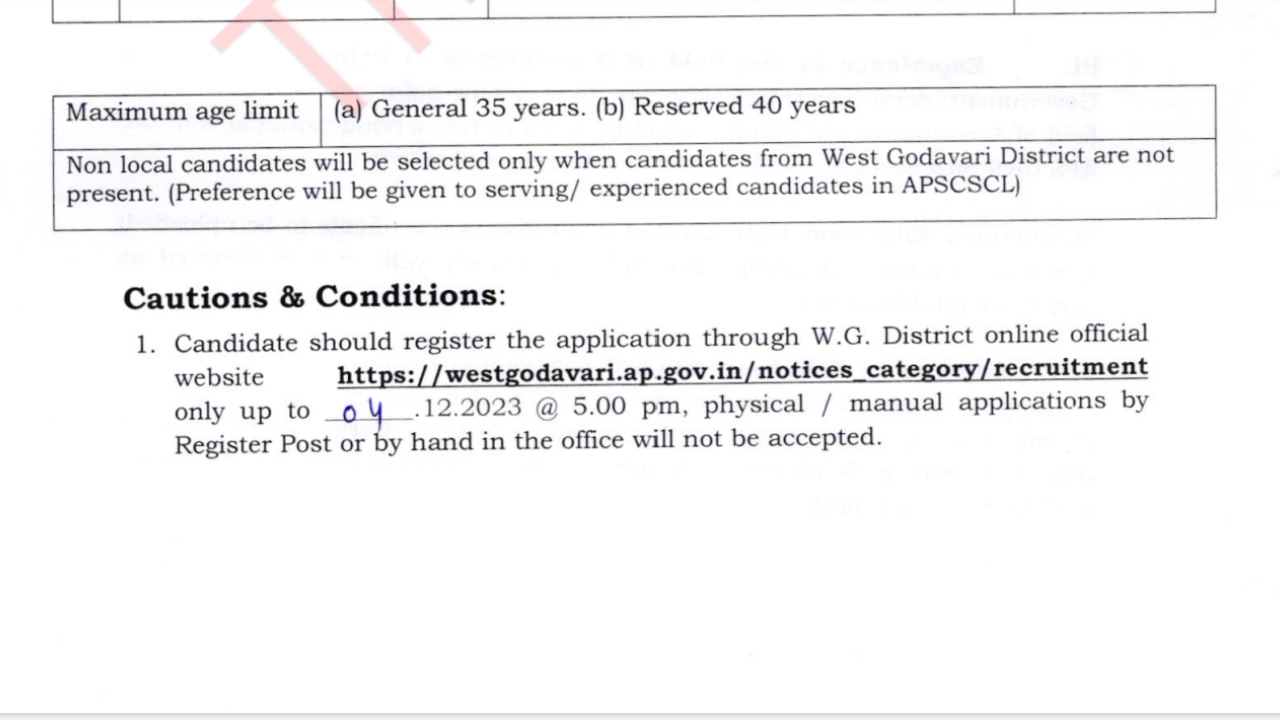 Maximum age limit (a) General 35 years. (b) Reserved 40 years
Non local candidates will be selected only when candidates from West Godavari District are not
present. (Preference will be given to serving/ experienced candidates in APSCSCL)
Cautions & Conditions:
1. Candidate should register the application through W.G. District online official
website https://westgodavari.ap.gov.in/notices_category/recruitment
only up to 04.12.2023 @ 5.00 pm, physical / manual applications by
Register Post or by hand in the office will not be accepted.